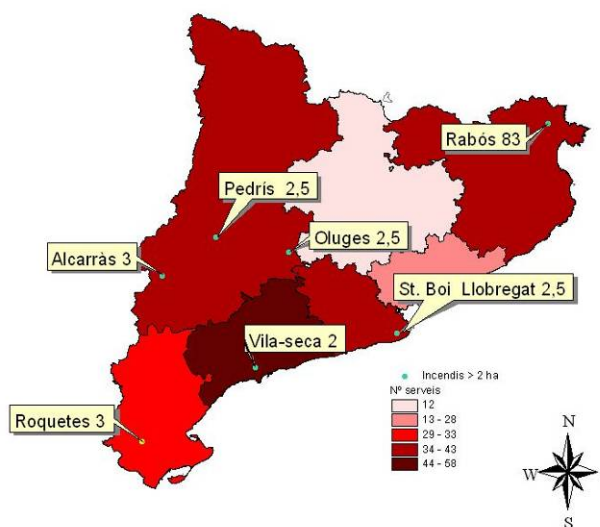 Rabós 83
Pedrís 2,5
Oluges 2,5
Alcarràs 3
St. Boi Llobregat 2,5
Vila-seca 2
Roquetes 3
Incendis > 2 ha
Nº serveis
12
13 - 28
29 - 33
34 - 43
44 - 58
N
W
S